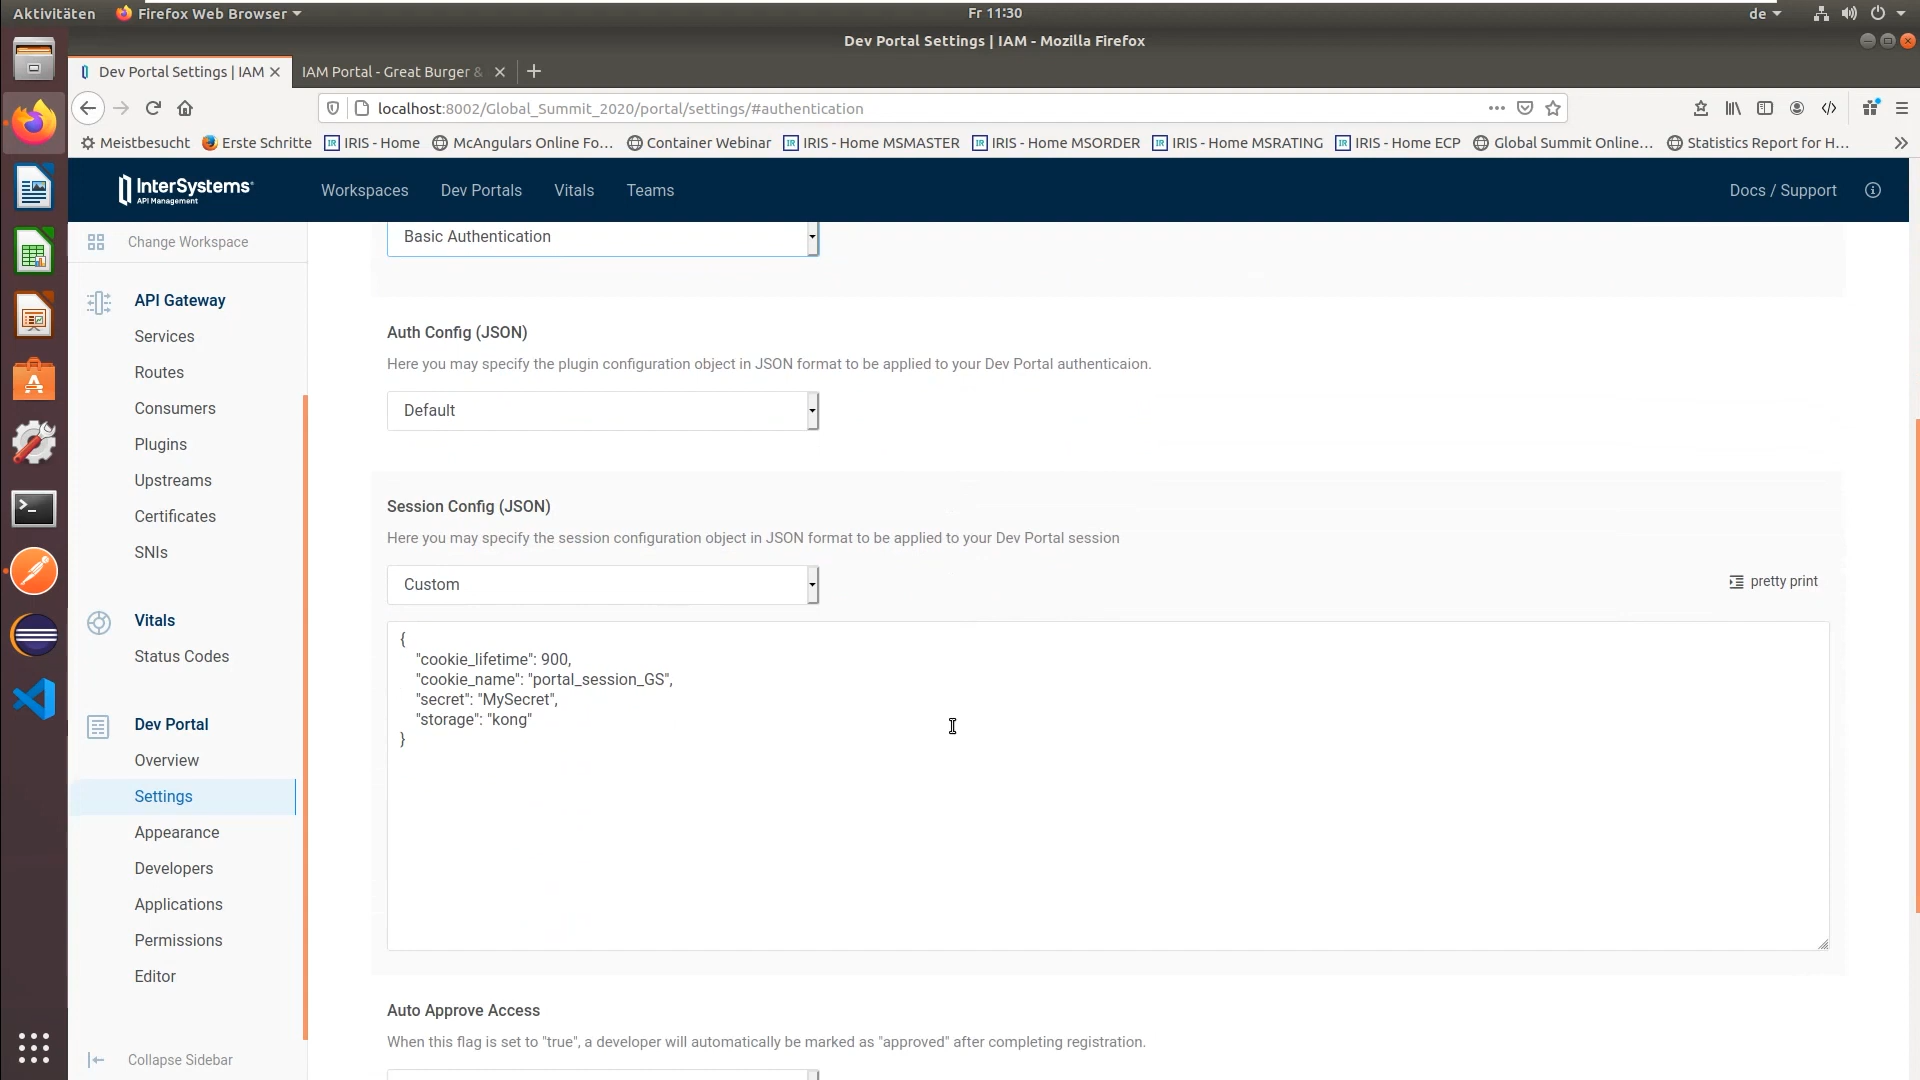 Aktivitäten
Firefox Web Browser
Fr 11:30
de
Dev Portal Settings | IAM - Mozilla Firefox
Dev Portal Settings | IAM
IAM Portal - Great Burger &
localhost:8002/Global_Summit_2020/portal/settings/#authentication
Meistbesucht
Erste Schritte
IRIS - Home
McAngulars Online Fo…
Container Webinar
IRIS - Home MSMASTER
IRIS - Home MSORDER
IRIS - Home MSRATING
IRIS - Home ECP
Global Summit Online…
Statistics Report for H…
InterSystems
API Management
Workspaces
Dev Portals
Vitals
Teams
Docs / Support
Change Workspace
API Gateway
Services
Routes
Consumers
Plugins
Upstreams
Certificates
SNIs
Vitals
Status Codes
Dev Portal
Overview
Settings
Appearance
Developers
Applications
Permissions
Editor
Collapse Sidebar
Basic Authentication
Auth Config (JSON)
Here you may specify the plugin configuration object in JSON format to be applied to your Dev Portal authenticaion.
Default
Session Config (JSON)
Here you may specify the session configuration object in JSON format to be applied to your Dev Portal session
Custom
pretty print
{
"cookie_lifetime": 900,
"cookie_name": "portal_session_GS",
"secret": "MySecret",
"storage": "kong"
}
Auto Approve Access
When this flag is set to "true", a developer will automatically be marked as "approved" after completing registration.